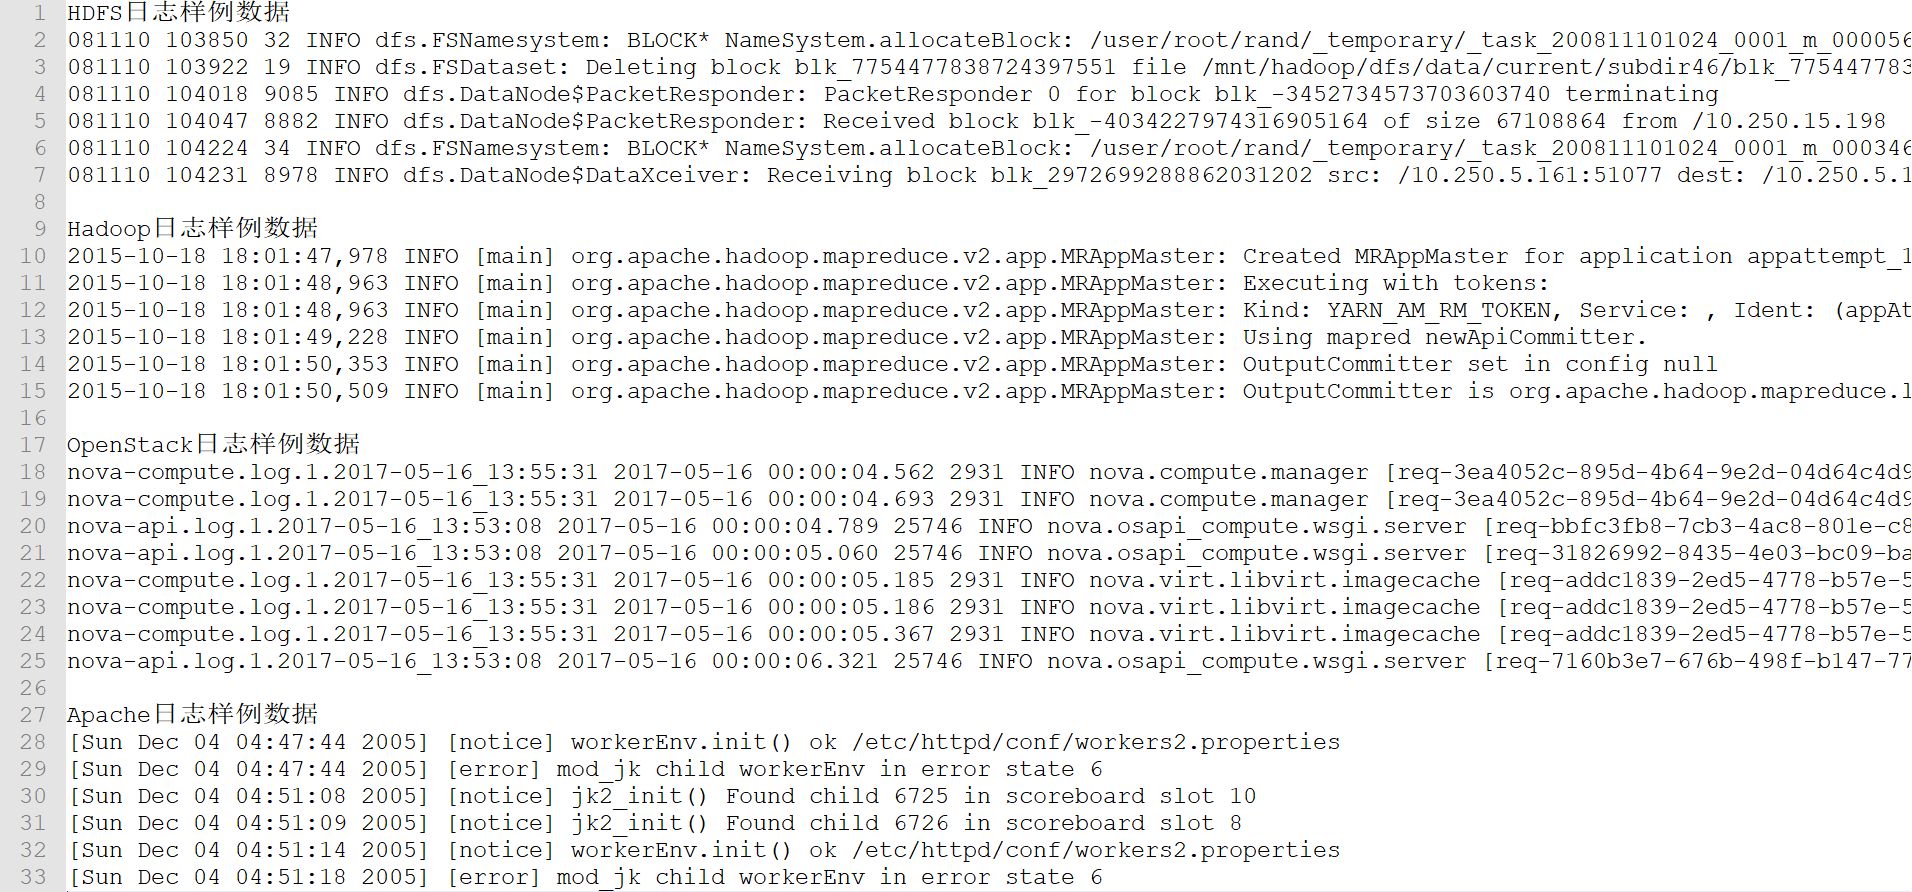 1 HDFS日志样例数据
2 081110 103850 32 INFO dfs.FSNamesystem: BLOCK* NameSystem.allocateBlock: /user/root/rand/_temporary/_task_200811101024_0001_m_000056
3 081110 103922 19 INFO dfs.FSDataset: Deleting block blk_7754477838724397551 file /mnt/hadoop/dfs/data/current/subdir46/blk_775447783
4 081110 104018 9085 INFO dfs.DataNode$PacketResponder: PacketResponder 0 for block blk_-3452734573703603740 terminating
5 081110 104047 8882 INFO dfs.DataNode$PacketResponder: Received block blk_-4034227974316905164 of size 67108864 from /10.250.15.198
6 081110 104224 34 INFO dfs.FSNamesystem: BLOCK* NameSystem.allocateBlock: /user/root/rand/_temporary/_task_200811101024_0001_m_000346
7 081110 104231 8978 INFO dfs.DataNode$DataXceiver: Receiving block blk_2972699288862031202 src: /10.250.5.161:51077 dest: /10.250.5.1
8
9 Hadoop日志样例数据
10 2015-10-18 18:01:47,978 INFO [main] org.apache.hadoop.mapreduce.v2.app.MRAppMaster: Created MRAppMaster for application appattempt_1
11 2015-10-18 18:01:48,963 INFO [main] org.apache.hadoop.mapreduce.v2.app.MRAppMaster: Executing with tokens:
12 2015-10-18 18:01:48,963 INFO [main] org.apache.hadoop.mapreduce.v2.app.MRAppMaster: Kind: YARN_AM_RM_TOKEN, Service: , Ident: (appAt
13 2015-10-18 18:01:49,228 INFO [main] org.apache.hadoop.mapreduce.v2.app.MRAppMaster: Using mapred newApiCommitter.
14 2015-10-18 18:01:50,353 INFO [main] org.apache.hadoop.mapreduce.v2.app.MRAppMaster: OutputCommitter set in config null
15 2015-10-18 18:01:50,509 INFO [main] org.apache.hadoop.mapreduce.v2.app.MRAppMaster: OutputCommitter is org.apache.hadoop.mapreduce.l
16
17 OpenStack日志样例数据
18 nova-compute.log.1.2017-05-16_13:55:31 2017-05-16 00:00:04.562 2931 INFO nova.compute.manager [req-3ea4052c-895d-4b64-9e2d-04d64c4d9
19 nova-compute.log.1.2017-05-16_13:55:31 2017-05-16 00:00:04.693 2931 INFO nova.compute.manager [req-3ea4052c-895d-4b64-9e2d-04d64c4d9
20 nova-api.log.1.2017-05-16_13:53:08 2017-05-16 00:00:04.789 25746 INFO nova.osapi_compute.wsgi.server [req-bbfc3fb8-7cb3-4ac8-801e-c8
21 nova-api.log.1.2017-05-16_13:53:08 2017-05-16 00:00:05.060 25746 INFO nova.osapi_compute.wsgi.server [req-31826992-8435-4e03-bc09-ba
22 nova-compute.log.1.2017-05-16_13:55:31 2017-05-16 00:00:05.185 2931 INFO nova.virt.libvirt.imagecache [req-addc1839-2ed5-4778-b57e-5
23 nova-compute.log.1.2017-05-16_13:55:31 2017-05-16 00:00:05.186 2931 INFO nova.virt.libvirt.imagecache [req-addc1839-2ed5-4778-b57e-5
24 nova-compute.log.1.2017-05-16_13:55:31 2017-05-16 00:00:05.367 2931 INFO nova.virt.libvirt.imagecache [req-addc1839-2ed5-4778-b57e-5
25 nova-api.log.1.2017-05-16_13:53:08 2017-05-16 00:00:06.321 25746 INFO nova.osapi_compute.wsgi.server [req-7160b3e7-676b-498f-b147-77
26
27 Apache日志样例数据
28 [Sun Dec 04 04:47:44 2005] [notice] workerEnv.init() ok /etc/httpd/conf/workers2.properties
29 [Sun Dec 04 04:47:44 2005] [error] mod_jk child workerEnv in error state 6
30 [Sun Dec 04 04:51:08 2005] [notice] jk2_init() Found child 6725 in scoreboard slot 10
31 [Sun Dec 04 04:51:09 2005] [notice] jk2_init() Found child 6726 in scoreboard slot 8
32 [Sun Dec 04 04:51:14 2005] [notice] workerEnv.init() ok /etc/httpd/conf/workers2.properties
33 [Sun Dec 04 04:51:18 2005] [error] mod_jk child workerEnv in error state 6